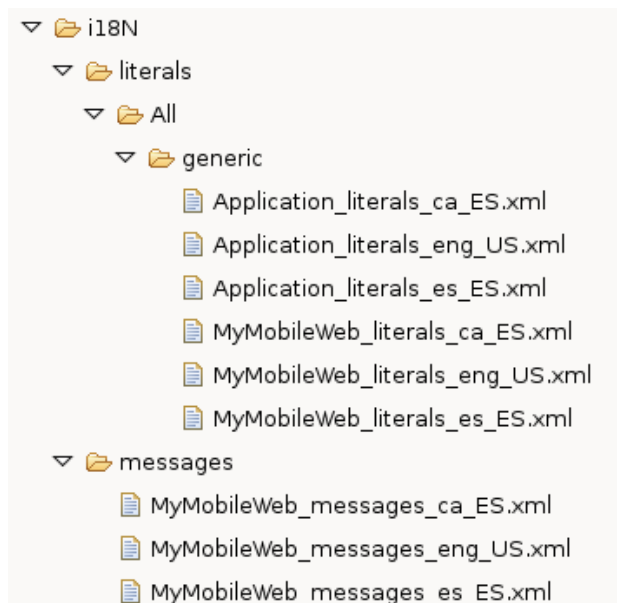 i18N
literals
All
generic
Application_literals_ca_ES.xml
Application_literals_eng_US.xml
Application_literals_es_ES.xml
MyMobileWeb_literals_ca_ES.xml
MyMobileWeb_literals_eng_US.xml
MyMobileWeb_literals_es_ES.xml
messages
MyMobileWeb_messages_ca_ES.xml
MyMobileWeb_messages_eng_US.xml
MyMobileWeb_messages_es_ES.xml